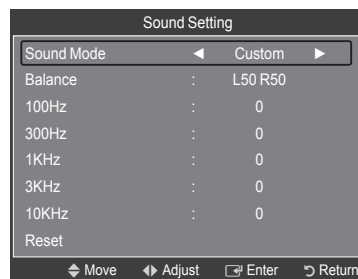 Sound Setting
Sound Mode ◄ Custom ►
Balance : L50 R50
100Hz : 0
300Hz : 0
1KHz : 0
3KHz : 0
10KHz : 0
Reset
Move Adjust Enter Return